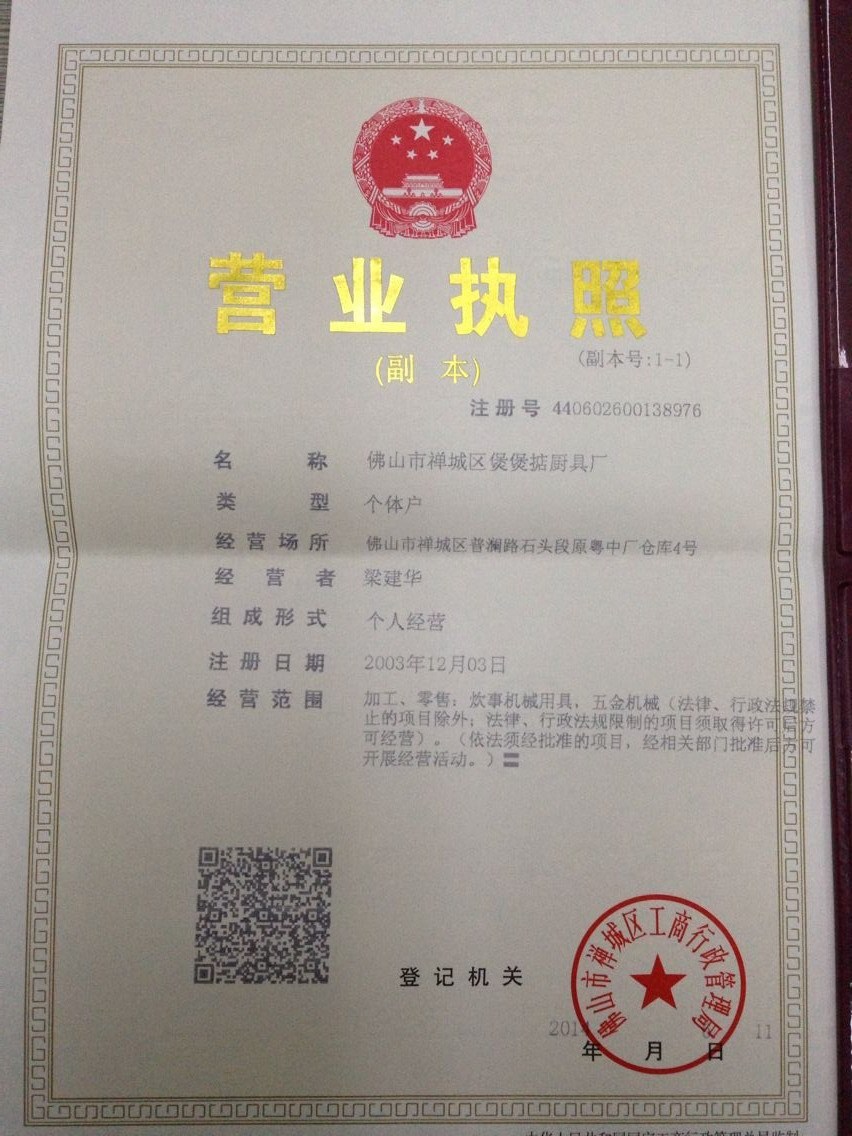 营业执照
(副 本)
(副本号:1-1)
注册号 440602600138976
名 称 佛山市禅城区煲煲掂厨具厂
类 型 个体户
经营场所 佛山市禅城区普澜路石头段原粤中厂仓库4号
经 营 者 梁建华
组成形式 个人经营
注册日期 2003年12月03日
经营范围 加工、零售：炊事机械用具，五金机械（法律、行政法规禁
止的项目除外；法律、行政法规限制的项目须取得许可后方
可经营）。（依法须经批准的项目，经相关部门批准后方可
开展经营活动。）〓
佛山市禅城区工商行政管理局
登记机关
2014 11
年 月 日